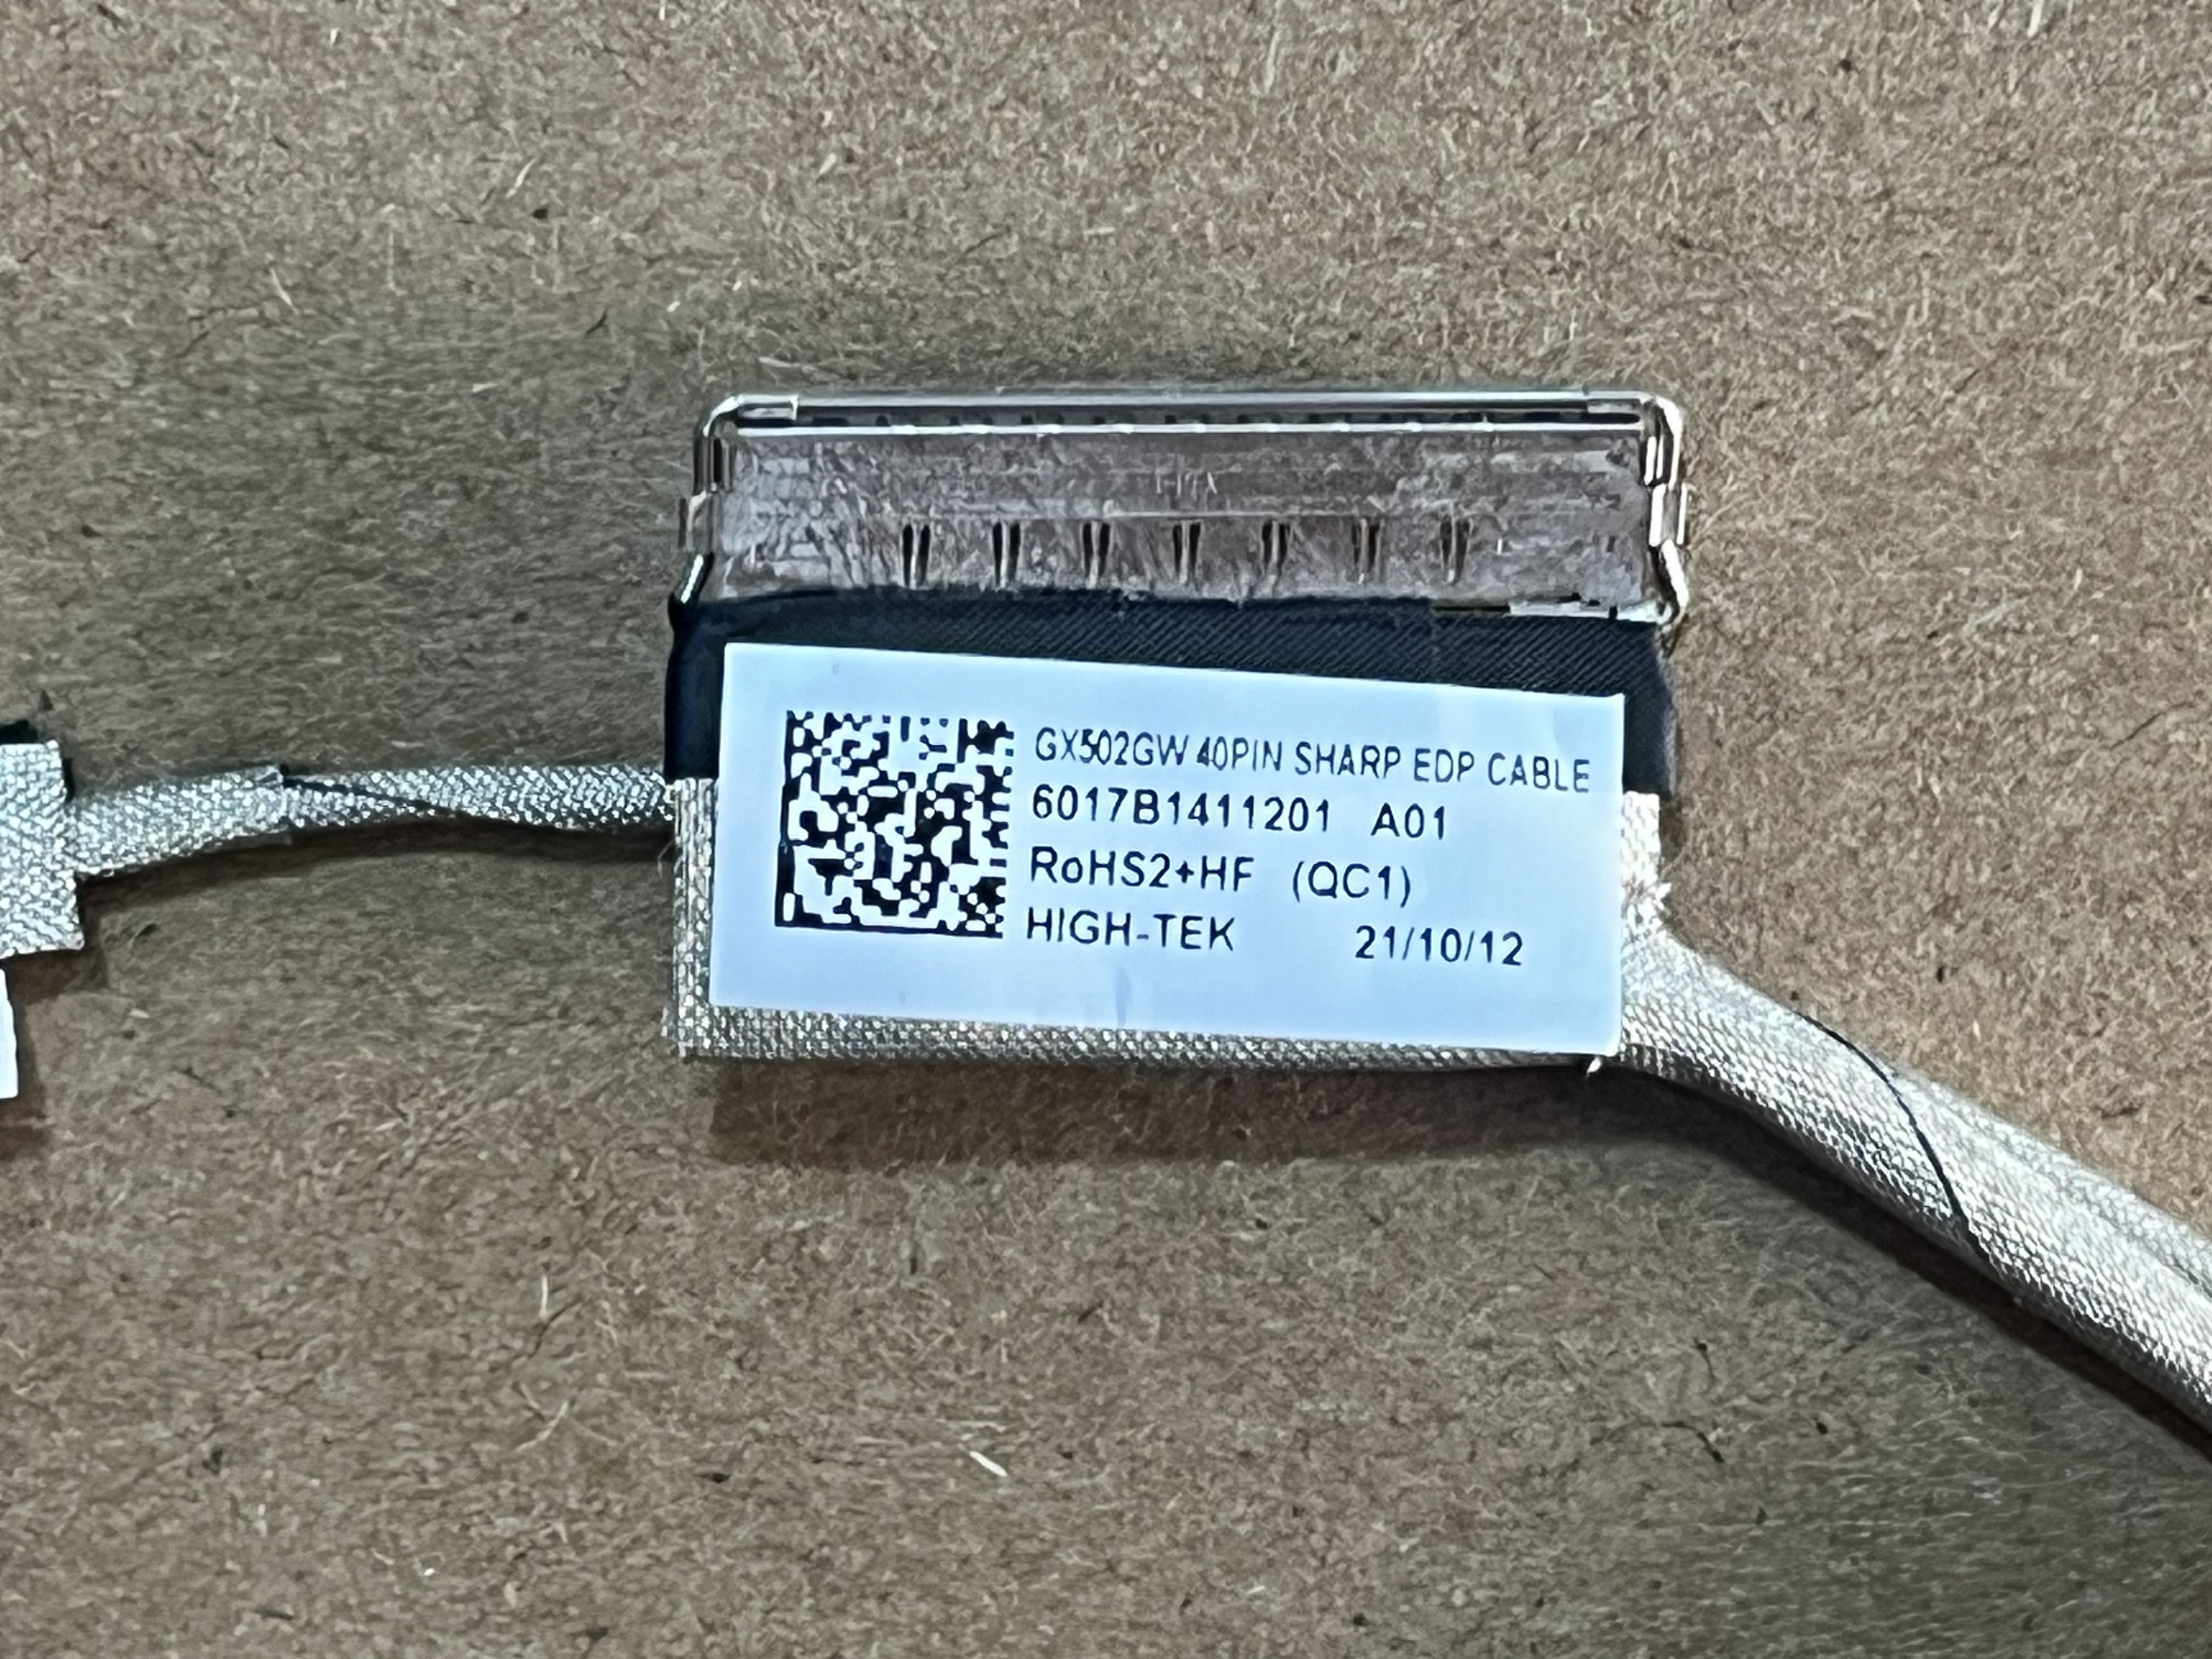 GX502GW 40PIN SHARP EDP CABLE
6017B1411201 A01
RoHS2+HF (QC1)
HIGH-TEK 21/10/12